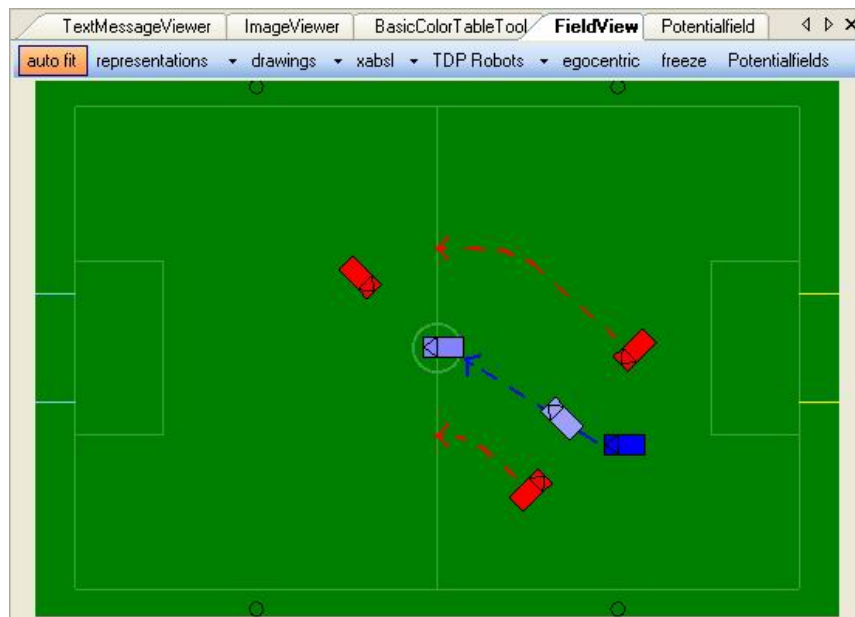 TextMessageViewer ImageViewer BasicColorTableTool FieldView Potentialfield
auto fit representations drawings xabsl TDP Robots egocentric freeze Potentialfields